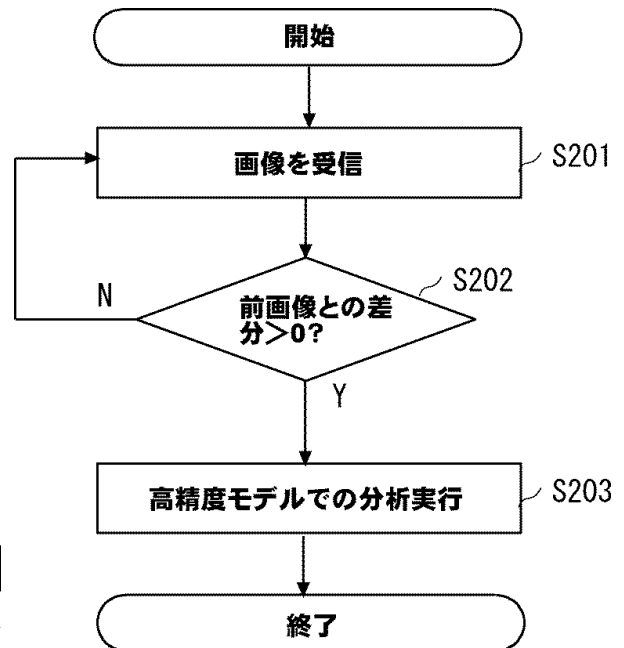 開始
画像を受信
S201
S202
前画像との差
分＞0?
N
Y
高精度モデルでの分析実行
S203
終了